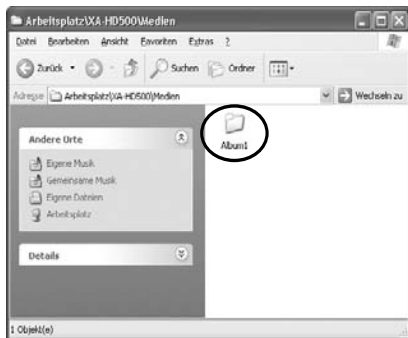 Arbeitsplatz\XA-HD500\Medien
Datei Bearbeiten Ansicht Favoriten Extras ?
Zurück Suchen Ordner
Adresse Arbeitsplatz\XA-HD500\Medien Wechseln zu
Andere Orte
Eigene Musik
Gemeinsame Musik
Eigene Dateien
Arbeitsplatz
Details
Album1
1 Objekt(e)